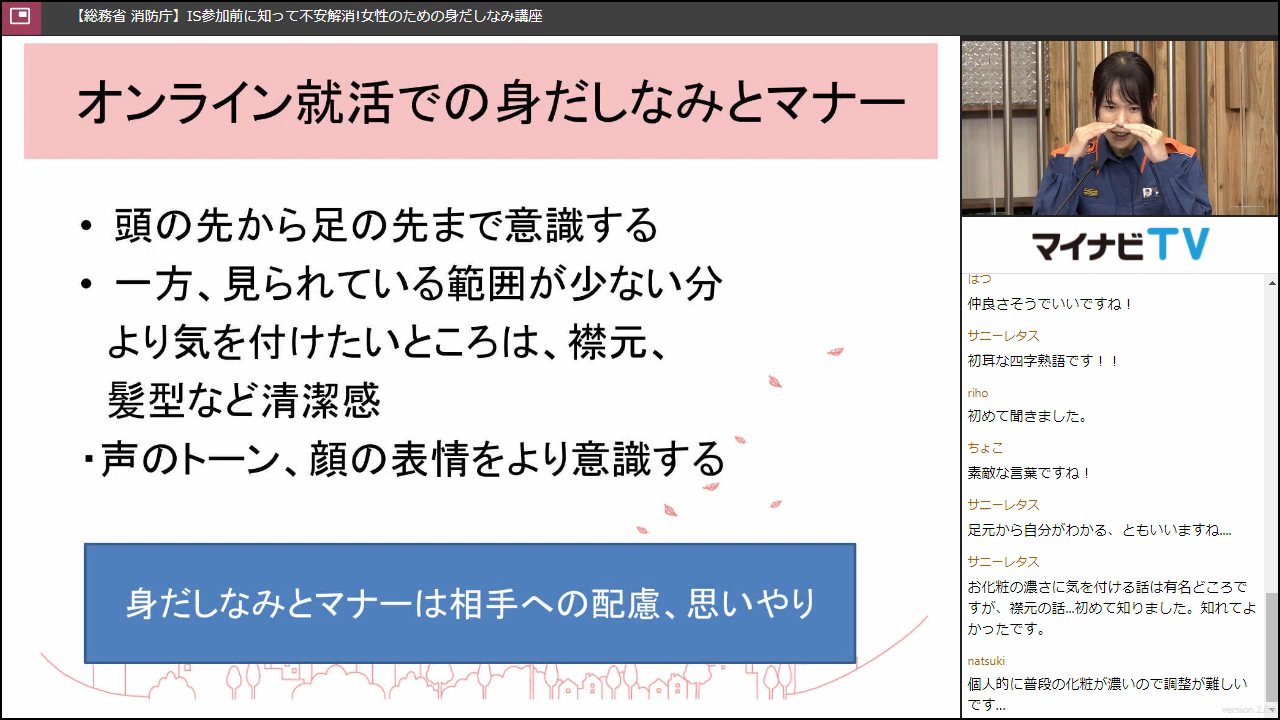 【総務省 消防庁】IS参加前に知って不安解消!女性のための身だしなみ講座
オンライン就活での身だしなみとマナー
• 頭の先から足の先まで意識する
• 一方、見られている範囲が少ない分
より気を付けたいところは、襟元、
髪型など清潔感
・声のトーン、顔の表情をより意識する
身だしなみとマナーは相手への配慮、思いやり
マイナビTV
はつ
仲良さそうでいいですね！
サニーレタス
初耳な四字熟語です！！
riho
初めて聞きました。
ちょこ
素敵な言葉ですね！
サニーレタス
足元から自分がわかる、ともいいますね....
サニーレタス
お化粧の濃さに気を付ける話は有名どころで
すが、襟元の話...初めて知りました。知れてよ
かったです。
natsuki
個人的に普段の化粧が濃いので調整が難しい
です...